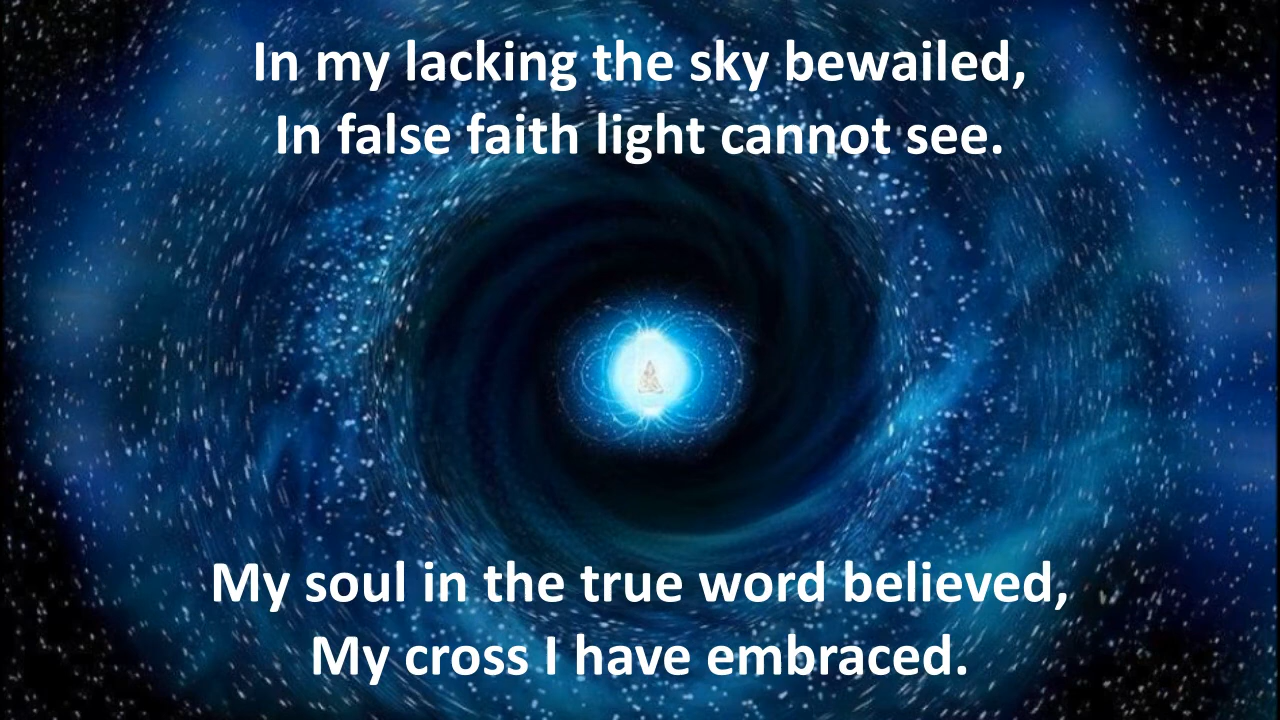 In my lacking the sky bewailed,
In false faith light cannot see.
My soul in the true word believed,
My cross I have embraced.